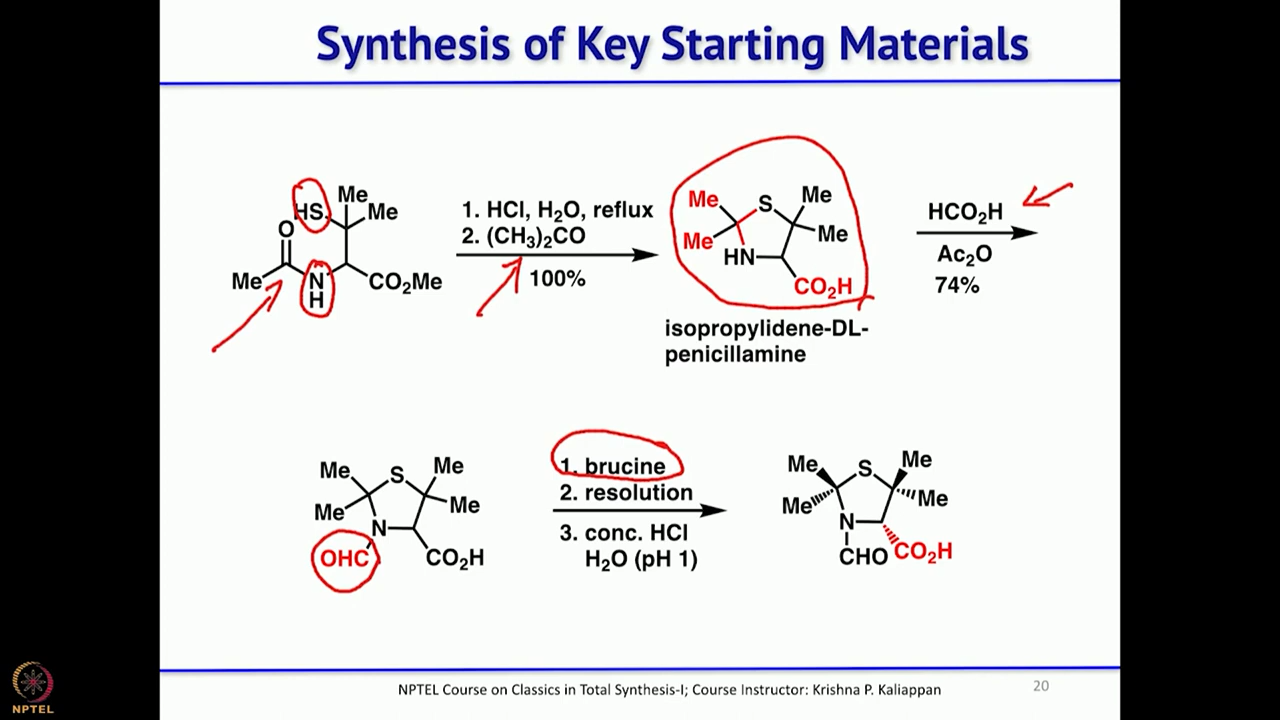 Synthesis of Key Starting Materials
HS
Me
Me
O
Me
N
H
CO₂Me
1. HCl, H₂O, reflux
2. (CH₃)₂CO
100%
Me
Me
S
Me
Me
HN
CO₂H
isopropylidene-DL-
penicillamine
HCO₂H
Ac₂O
74%
Me
Me
S
Me
Me
N
OHC
CO₂H
1. brucine
2. resolution
3. conc. HCl
H₂O (pH 1)
Me
Me
S
Me
Me
N
CHO
CO₂H
NPTEL
NPTEL Course on Classics in Total Synthesis-I; Course Instructor: Krishna P. Kaliappan
20